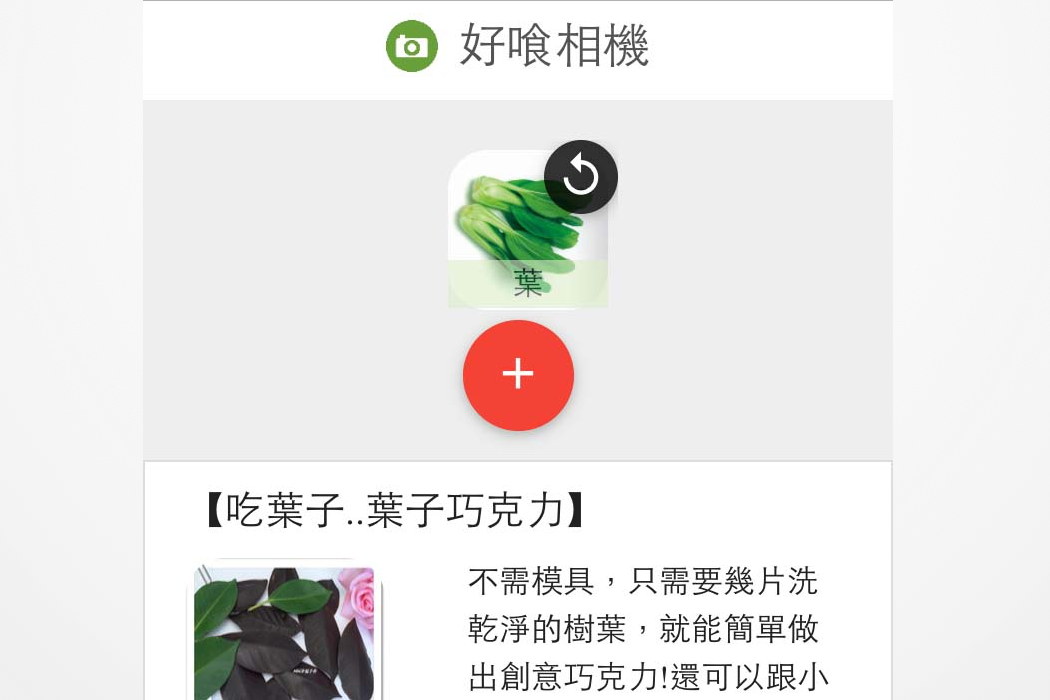 好喰相機
葉
【吃葉子..葉子巧克力】
不需模具，只需要幾片洗
乾淨的樹葉，就能簡單做
出創意巧克力!還可以跟小